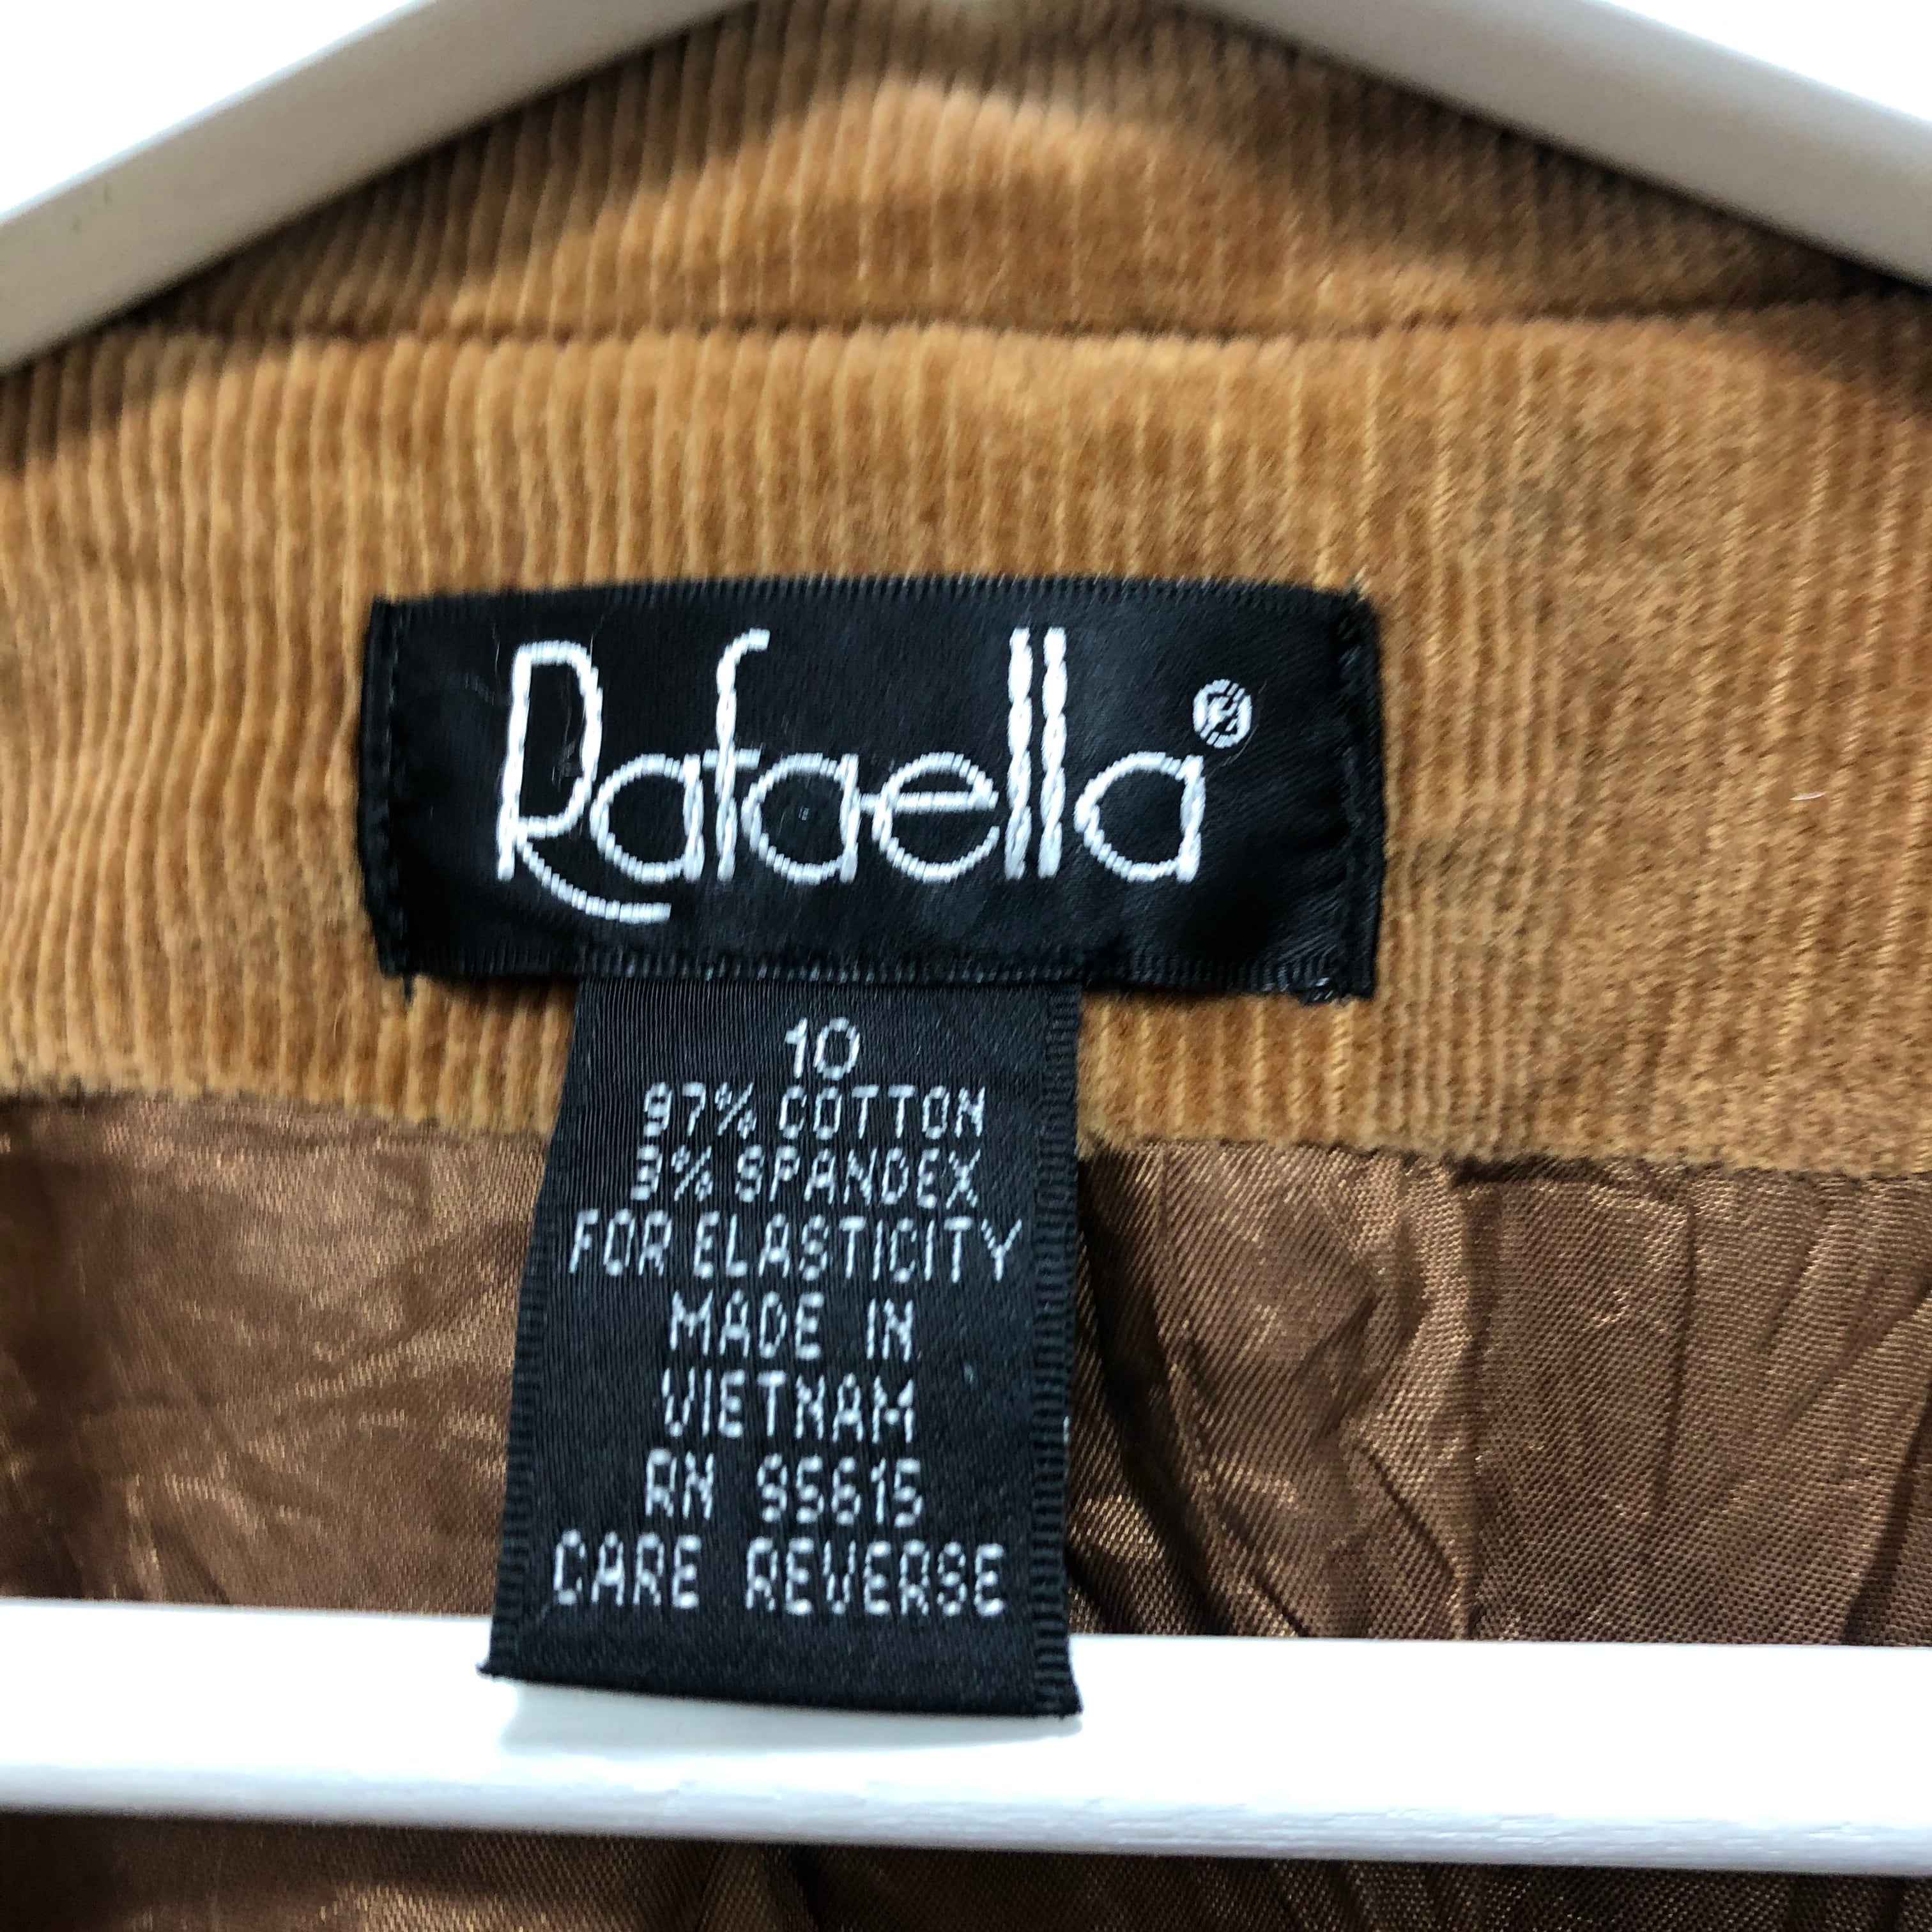 Rafaella®
10
97% COTTON
3% SPANDEX
FOR ELASTICITY
MADE IN
VIETNAM
RN 95615
CARE REVERSE